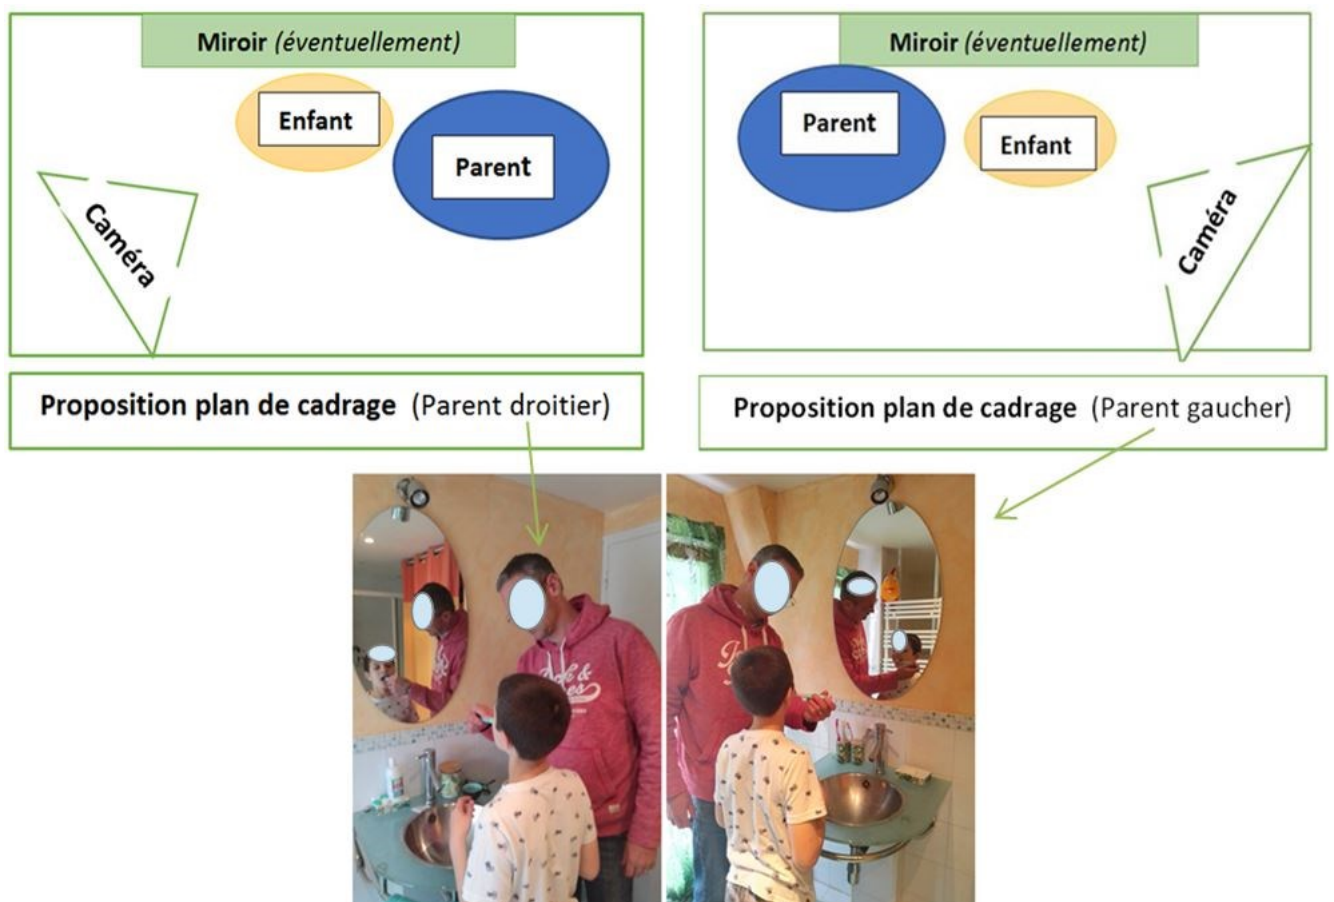 Miroir (éventuellement)
Enfant
Parent
Caméra
Proposition plan de cadrage (Parent droitier)
Miroir (éventuellement)
Parent
Enfant
Caméra
Proposition plan de cadrage (Parent gaucher)